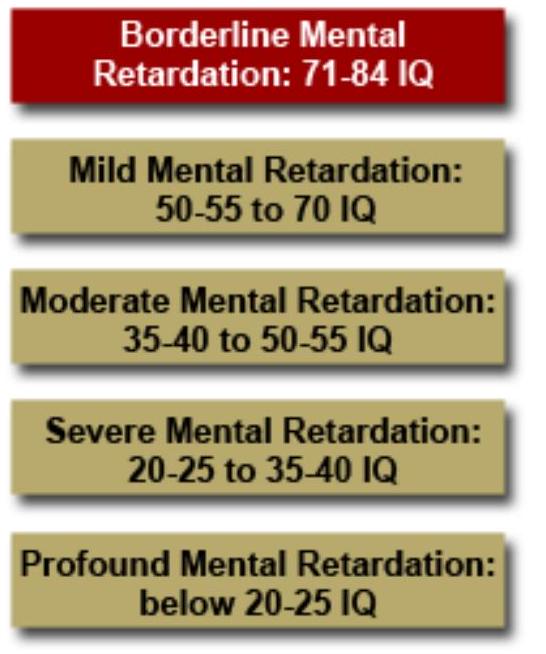 Borderline Mental
Retardation: 71-84 IQ
Mild Mental Retardation:
50-55 to 70 IQ
Moderate Mental Retardation:
35-40 to 50-55 IQ
Severe Mental Retardation:
20-25 to 35-40 IQ
Profound Mental Retardation:
below 20-25 IQ